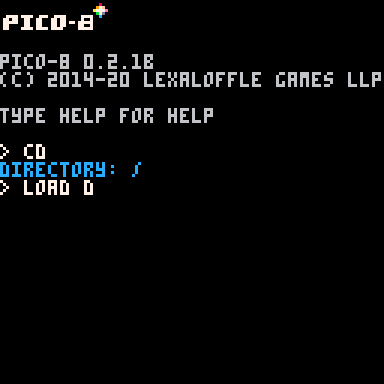 PICO-8
PICO-8 0.2.1B
(C) 2014-20 LEXALOFFLE GAMES LLP
TYPE HELP FOR HELP
> CD
DIRECTORY: /
> LOAD D